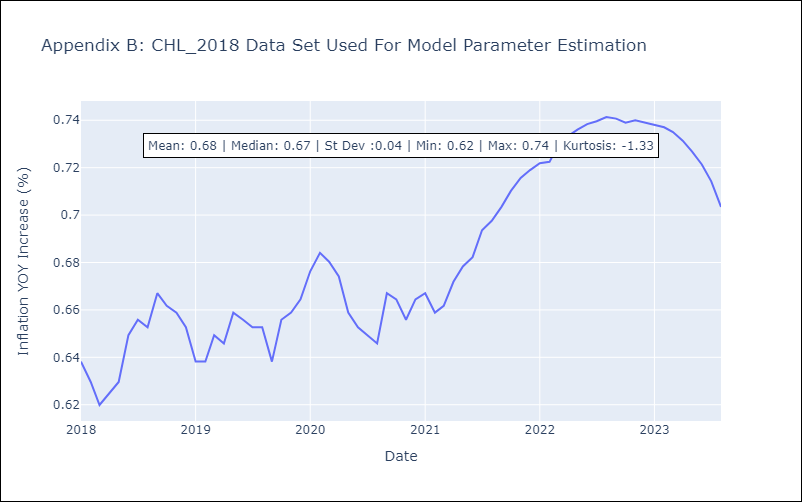 Appendix B: CHL_2018 Data Set Used For Model Parameter Estimation
0.74
Mean: 0.68 | Median: 0.67 | St Dev :0.04 | Min: 0.62 | Max: 0.74 | Kurtosis: -1.33
0.72
0.7
0.68
0.66
0.64
0.62
Inflation YOY Increase (%)
2018 2019 2020 2021 2022 2023
Date